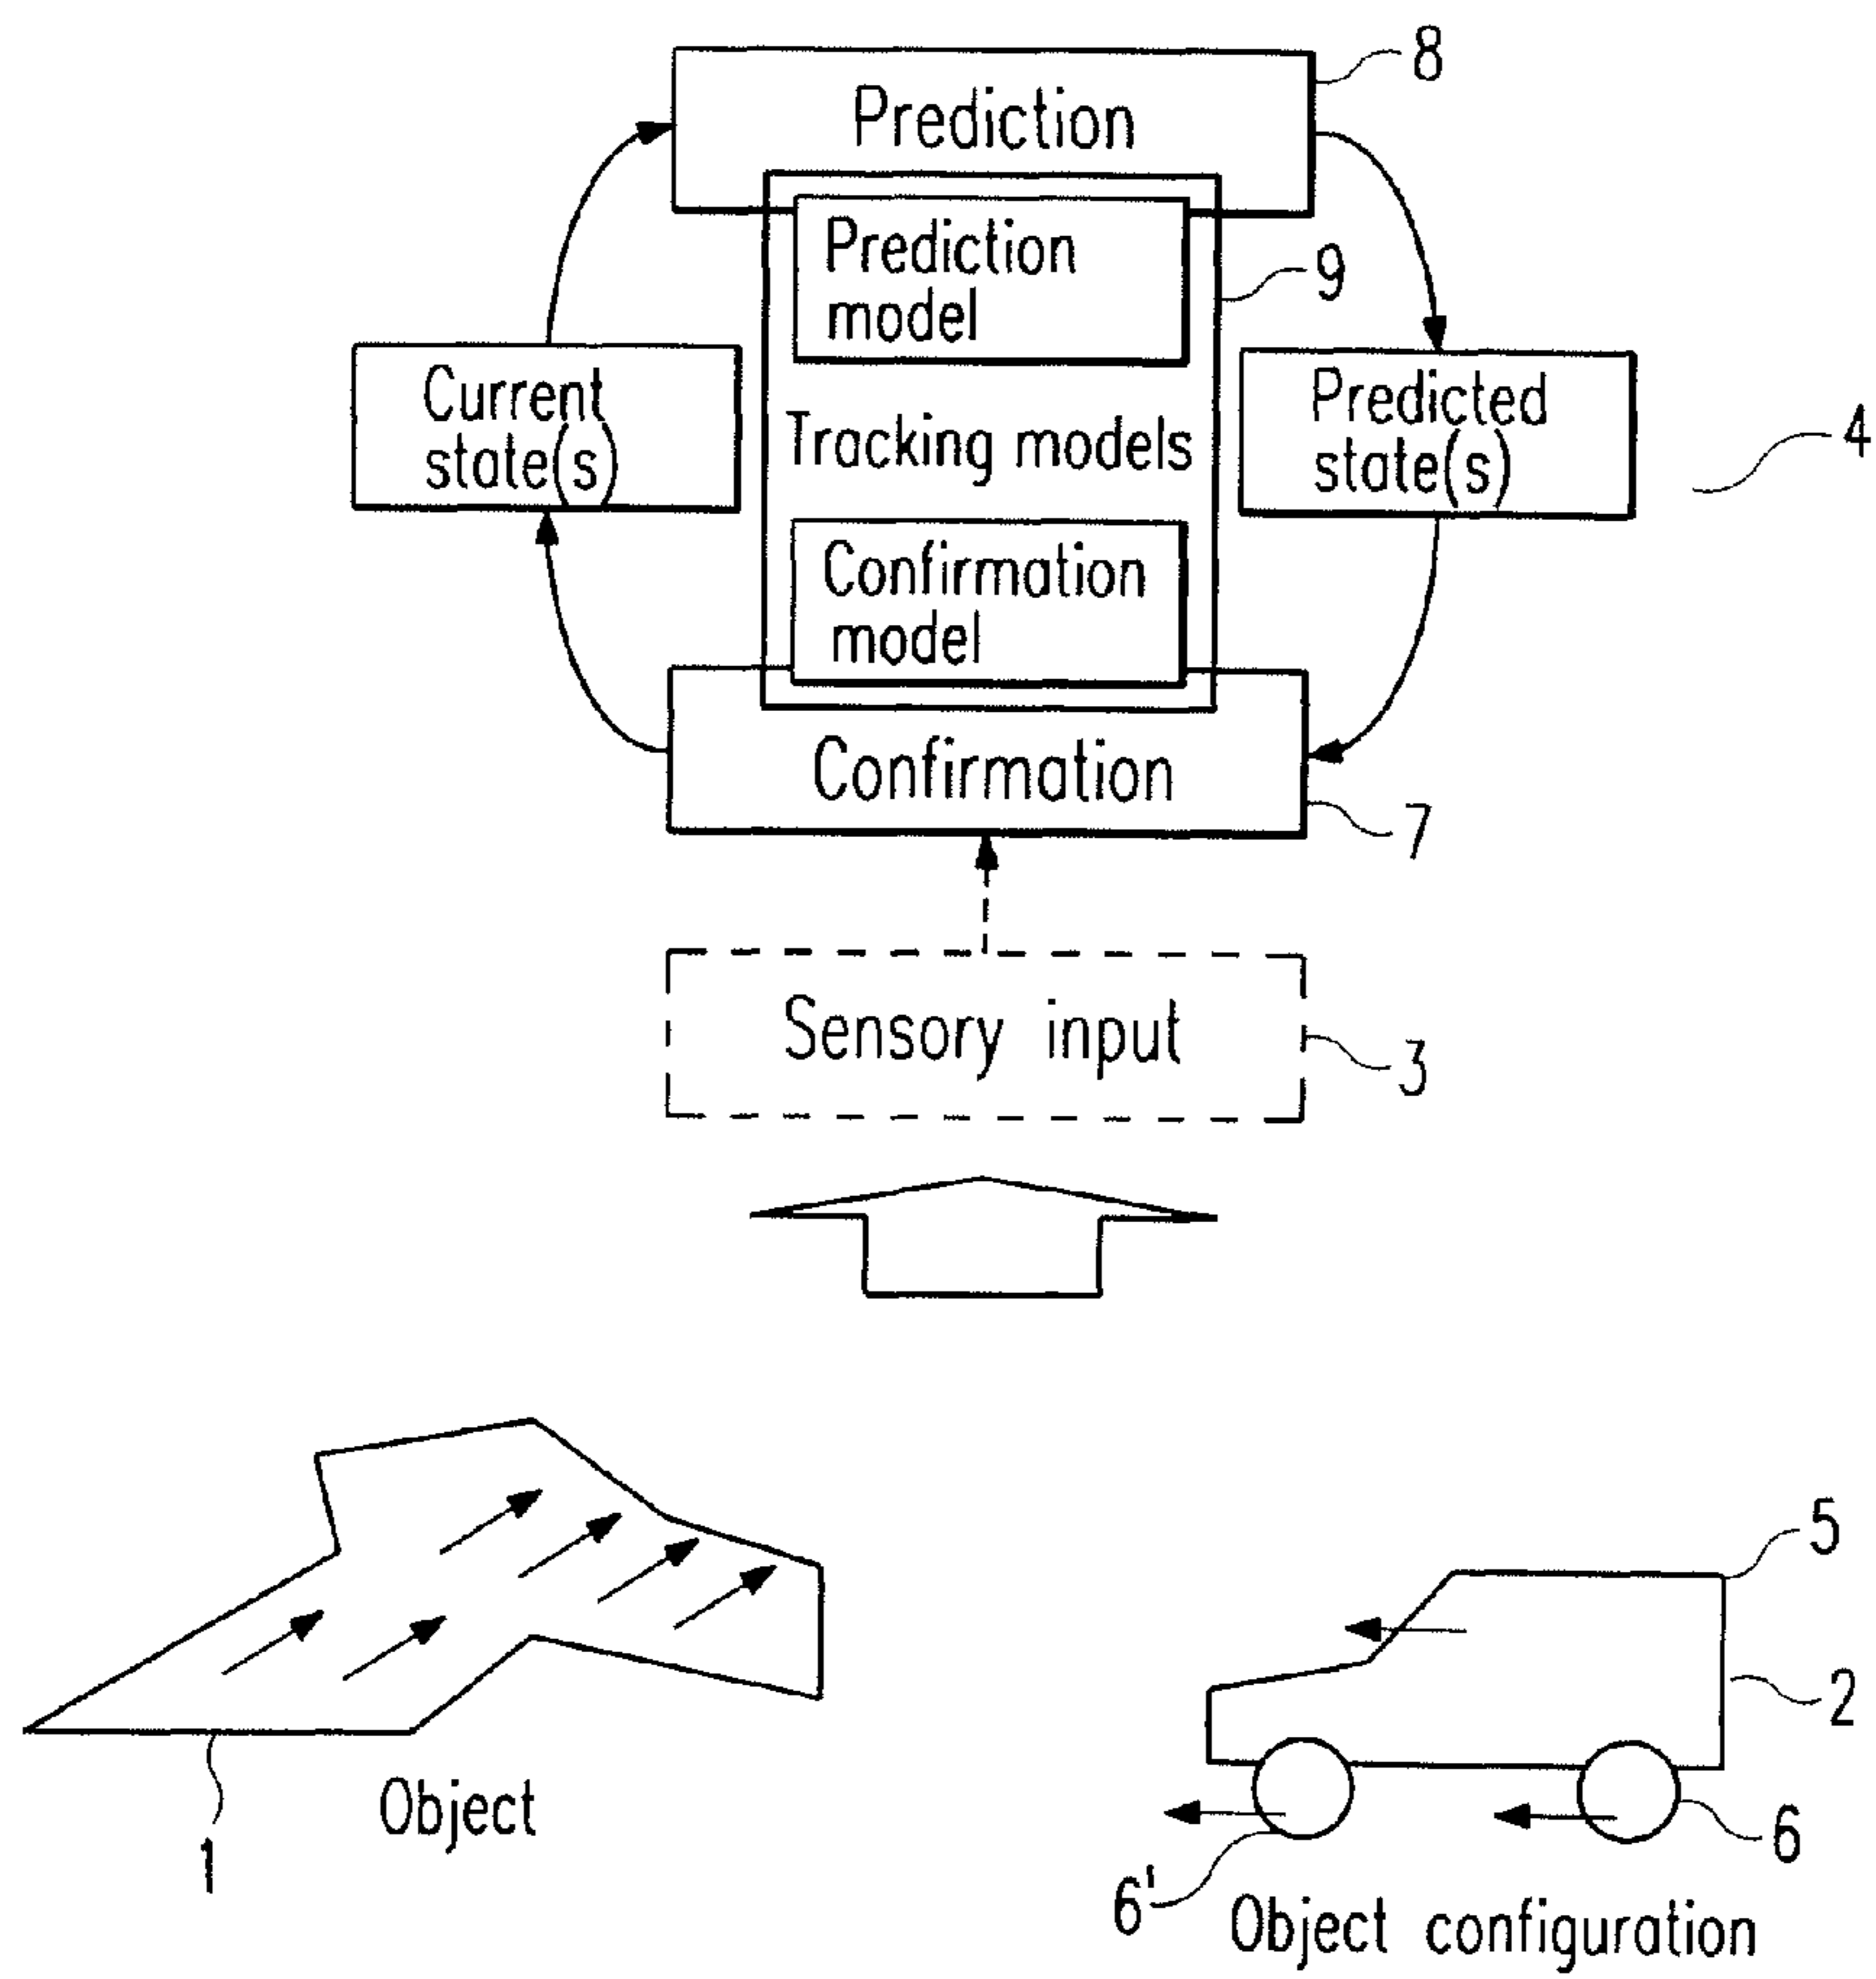 8
Prediction
Prediction
model
9
Current
state(s)
Tracking models
Predicted
state(s)
4
Confirmation
model
Confirmation
7
Sensory input
3
5
2
Object
1
6
6'
Object configuration